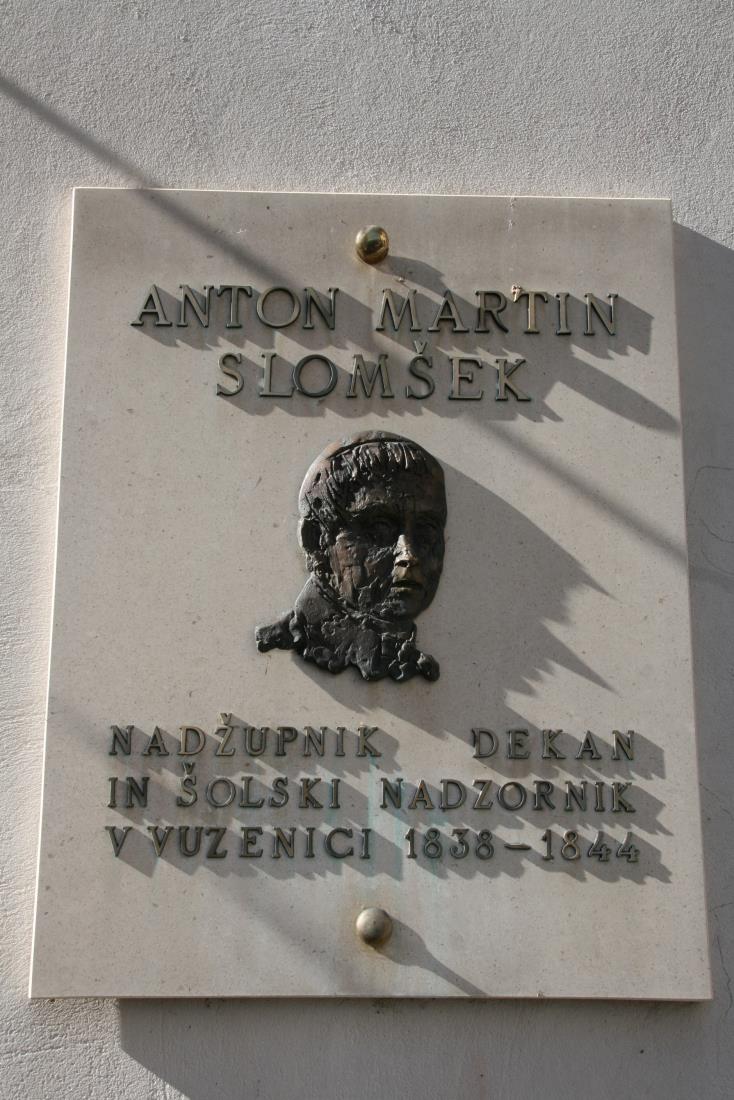 ANTON MARTIN
SLOMŠEK
NADŽUPNIK DEKAN
IN ŠOLSKI NADZORNIK
V VUZENICI 1838-1844